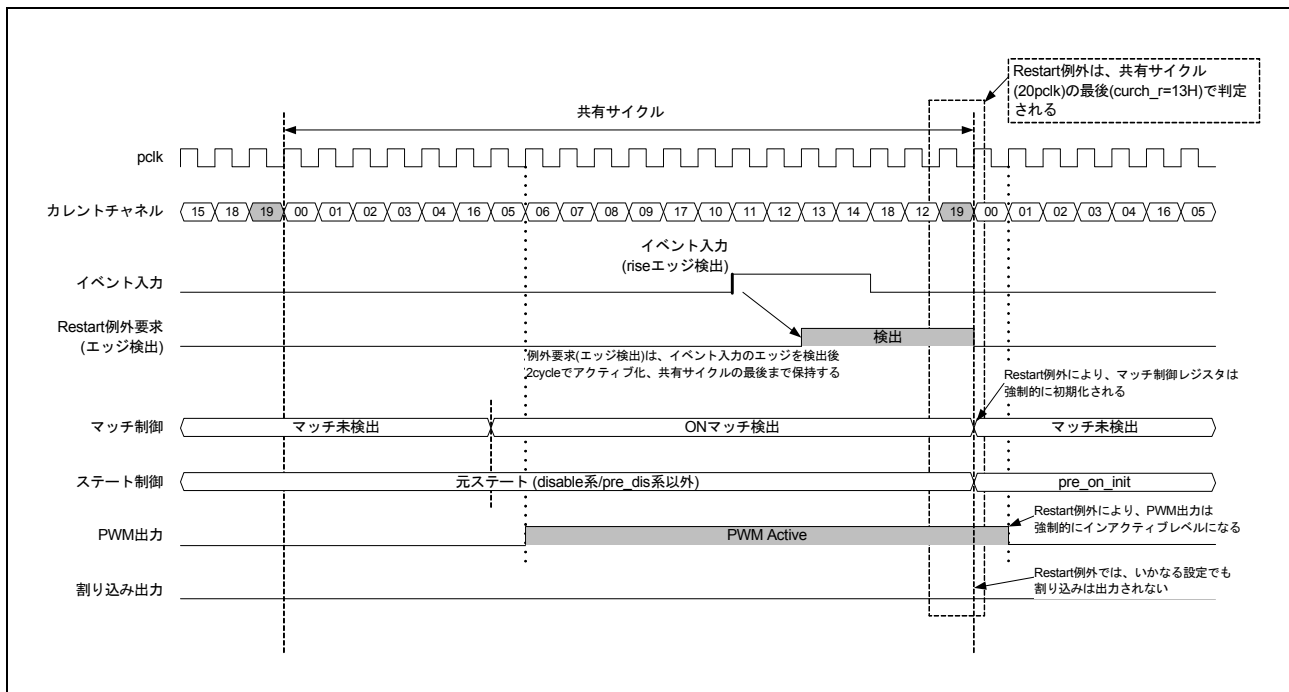 Restart例外は、共有サイクル
(20pclk)の最後(curch_r=13H)で判定
される
共有サイクル
pclk
カレントチャネル
15 18 19 00 01 02 03 04 16 05 06 07 08 09 17 10 11 12 13 14 18 12 19 00 01 02 03 04 16 05
イベント入力
(riseエッジ検出)
イベント入力
Restart例外要求
(エッジ検出)
検出
例外要求(エッジ検出)は、イベント入力のエッジを検出後
2cycleでアクティブ化、共有サイクルの最後まで保持する
Restart例外により、マッチ制御レジスタは
強制的に初期化される
マッチ制御
マッチ未検出
ONマッチ検出
マッチ未検出
ステート制御
元ステート (disable系/pre_dis系以外)
pre_on_init
PWM出力
PWM Active
Restart例外により、PWM出力は
強制的にインアクティブレベルになる
割り込み出力
Restart例外では、いかなる設定でも
割り込みは出力されない